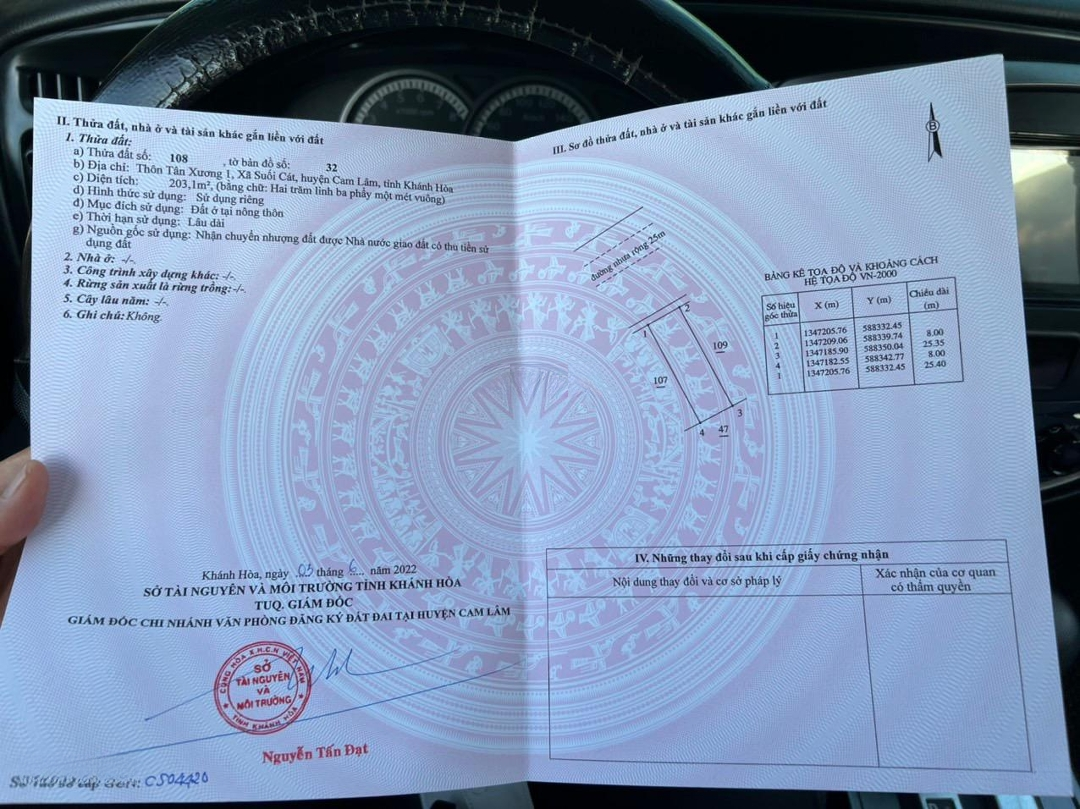 II. Thửa đất, nhà ở và tài sản khác gắn liền với đất
1. Thửa đất:
a) Thửa đất số: 108 , tờ bản đồ số: 32
b) Địa chỉ: Thôn Tân Xương 1, Xã Suối Cát, huyện Cam Lâm, tỉnh Khánh Hòa
c) Diện tích: 203,1m², (bằng chữ: Hai trăm linh ba phẩy một mét vuông)
d) Hình thức sử dụng: Sử dụng riêng
đ) Mục đích sử dụng: Đất ở tại nông thôn
e) Thời hạn sử dụng: Lâu dài
g) Nguồn gốc sử dụng: Nhận chuyển nhượng đất được Nhà nước giao đất có thu tiền sử
dụng đất
2. Nhà ở: -/-
3. Công trình xây dựng khác: -/-.
4. Rừng sản xuất là rừng trồng:-/-.
5. Cây lâu năm: -/-.
6. Ghi chú:Không.
Khánh Hòa, ngày 03 tháng 6 năm 2022
SỞ TÀI NGUYÊN VÀ MÔI TRƯỜNG TỈNH KHÁNH HÒA
TUQ. GIÁM ĐỐC
GIÁM ĐỐC CHI NHÁNH VĂN PHÒNG ĐĂNG KÝ ĐẤT ĐAI TẠI HUYỆN CAM LÂM
CỘNG HÒA X.H.C.N VIỆT NAM
SỞ
TÀI NGUYÊN
VÀ
MÔI TRƯỜNG
TỈNH KHÁNH HÒA
Nguyễn Tấn Đạt
CS04420
III. Sơ đồ thửa đất, nhà ở và tài sản khác gắn liền với đất
B
đường nhựa rộng 25m
1
2
109
107
3
4
47
BẢNG KÊ TỌA ĐỘ VÀ KHOẢNG CÁCH
HỆ TỌA ĐỘ VN-2000
Số hiệu góc thửa X (m) Y (m) Chiều dài (m)
1 1347205.76 588332.45
8.00
2 1347209.06 588339.74
25.35
3 1347185.90 588350.04
8.00
4 1347182.55 588342.77
25.40
1 1347205.76 588332.45
IV. Những thay đổi sau khi cấp giấy chứng nhận
Nội dung thay đổi và cơ sở pháp lý
Xác nhận của cơ quan
có thẩm quyền